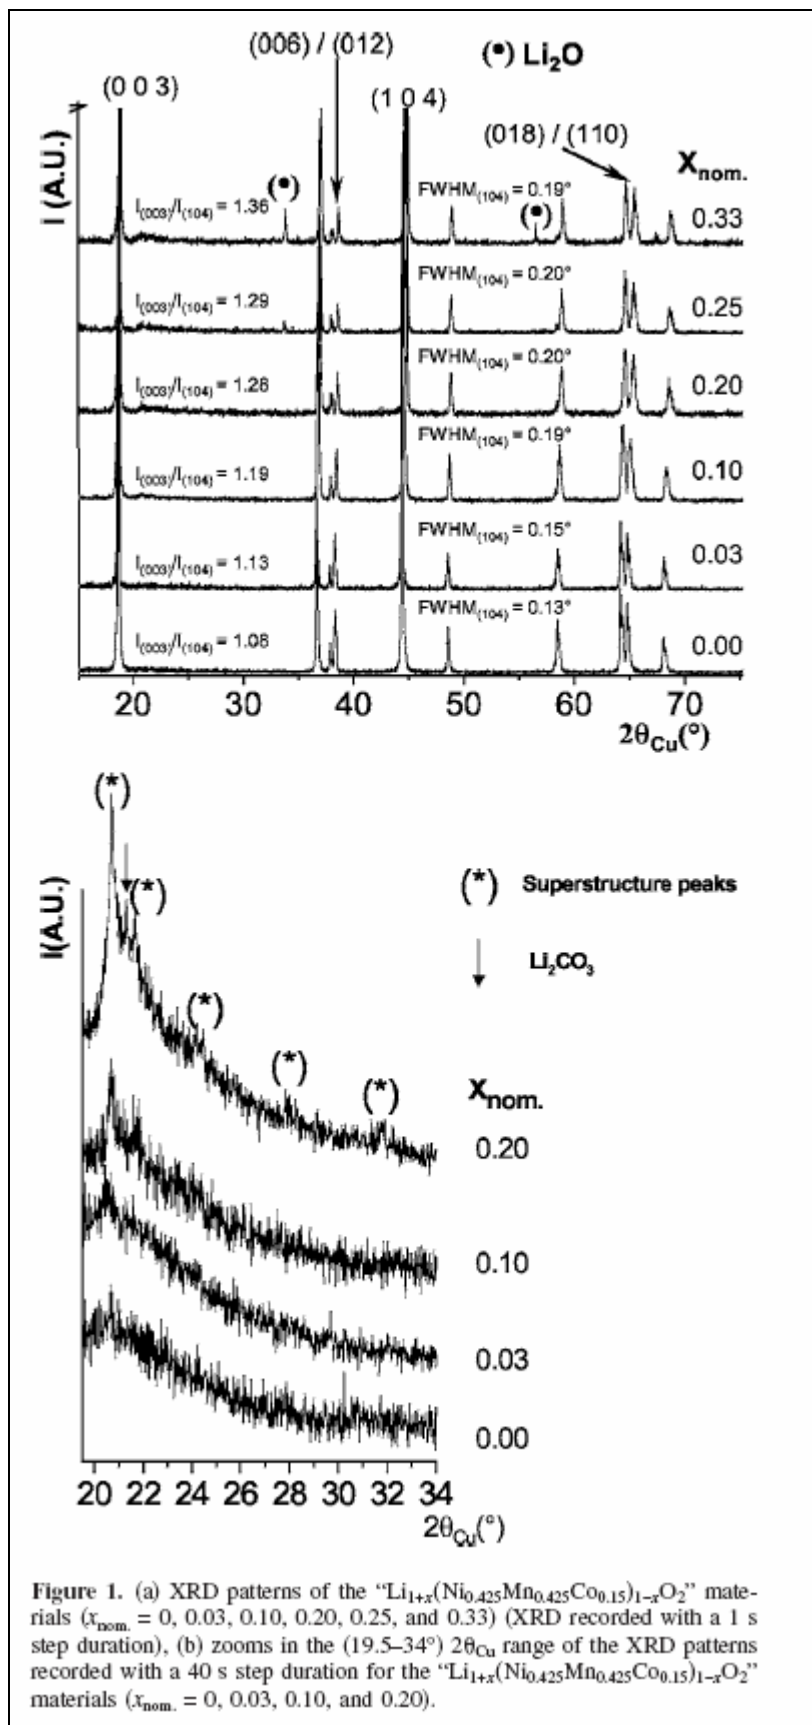 (006) / (012)
(•) Li₂O
(0 0 3)
(1 0 4)
(018) / (110)
X_nom.
I (A.U.)
I₍₀₀₃₎/I₍₁₀₄₎ = 1.36
(•)
FWHM₍₁₀₄₎ = 0.19°
(•)
0.33
I₍₀₀₃₎/I₍₁₀₄₎ = 1.29
FWHM₍₁₀₄₎ = 0.20°
0.25
I₍₀₀₃₎/I₍₁₀₄₎ = 1.26
FWHM₍₁₀₄₎ = 0.20°
0.20
I₍₀₀₃₎/I₍₁₀₄₎ = 1.19
FWHM₍₁₀₄₎ = 0.19°
0.10
I₍₀₀₃₎/I₍₁₀₄₎ = 1.13
FWHM₍₁₀₄₎ = 0.15°
0.03
I₍₀₀₃₎/I₍₁₀₄₎ = 1.08
FWHM₍₁₀₄₎ = 0.13°
0.00
20 30 40 50 60 70
2θ_Cu(°)
(*)
(*)
(*) Superstructure peaks
I(A.U.)
Li₂CO₃
(*)
(*)
(*)
X_nom.
0.20
0.10
0.03
0.00
20 22 24 26 28 30 32 34
2θ_Cu(°)
Figure 1. (a) XRD patterns of the “Li₁₊ₓ(Ni₀.₄₂₅Mn₀.₄₂₅Co₀.₁₅)₁₋ₓO₂” mate-
rials (x_nom. = 0, 0.03, 0.10, 0.20, 0.25, and 0.33) (XRD recorded with a 1 s
step duration), (b) zooms in the (19.5–34°) 2θ_Cu range of the XRD patterns
recorded with a 40 s step duration for the “Li₁₊ₓ(Ni₀.₄₂₅Mn₀.₄₂₅Co₀.₁₅)₁₋ₓO₂”
materials (x_nom. = 0, 0.03, 0.10, and 0.20).